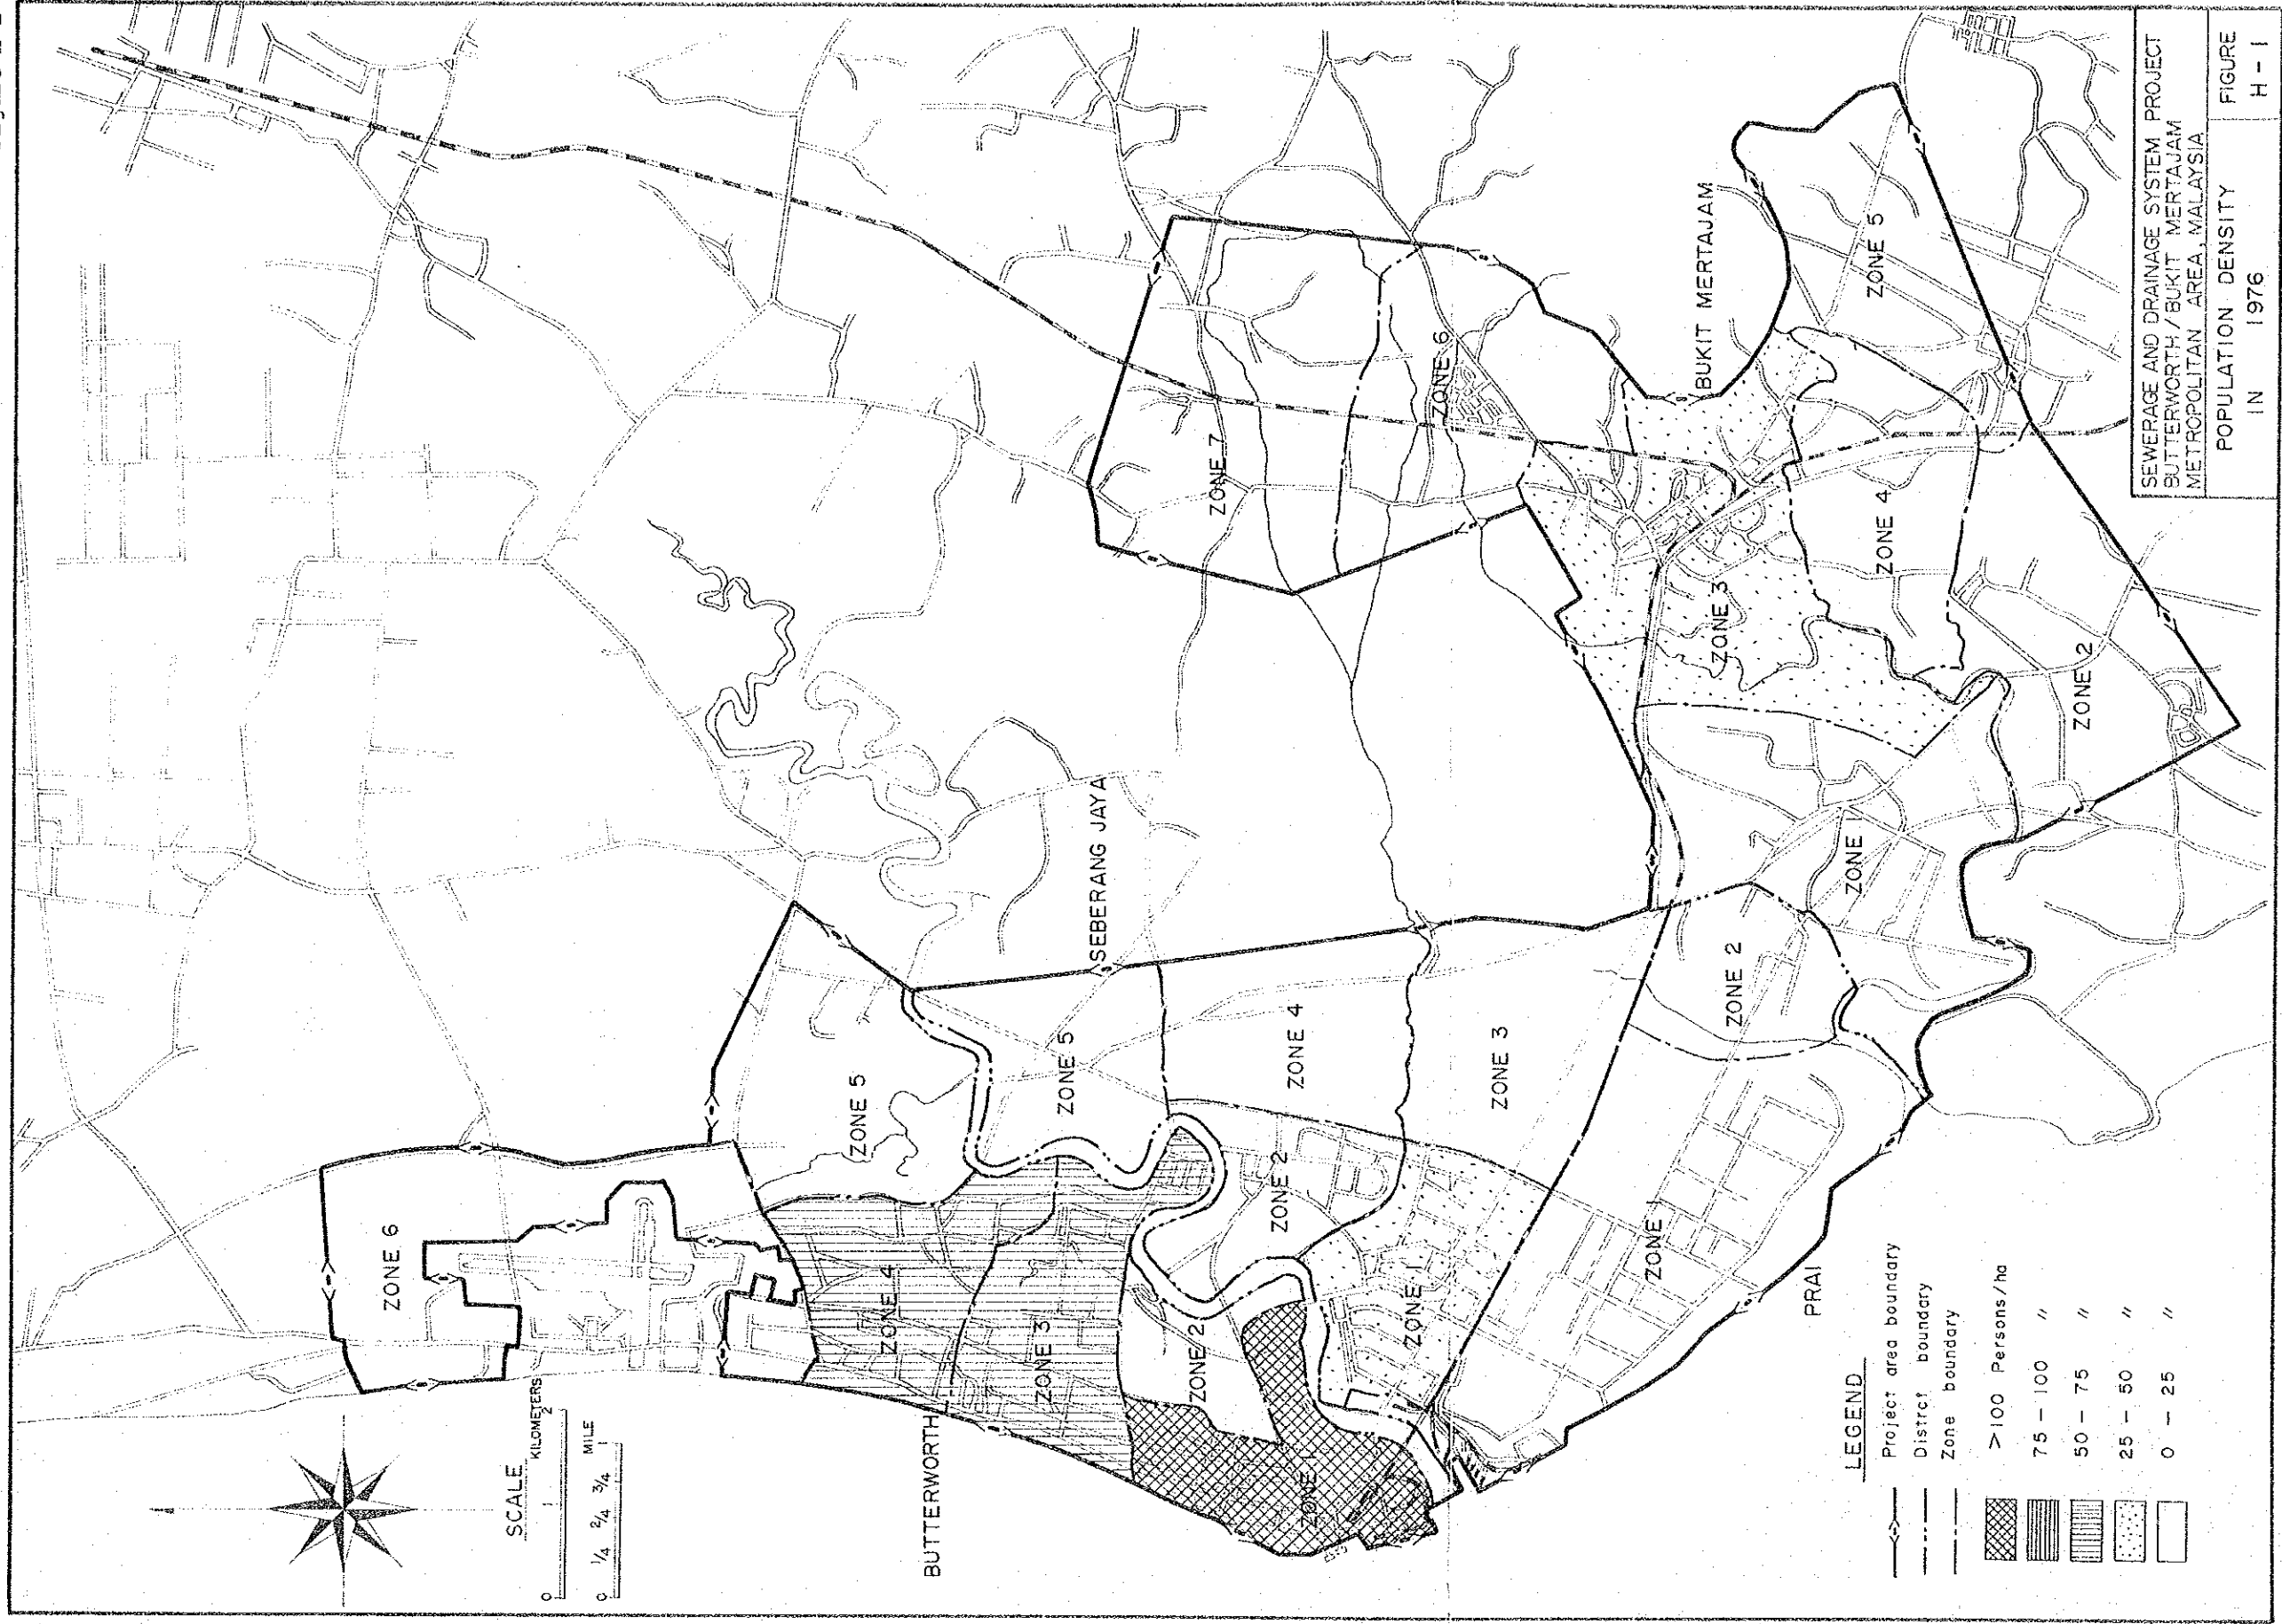 SEWERAGE AND DRAINAGE SYSTEM PROJECT
BUTTERWORTH / BUKIT MERTAJAM
METROPOLITAN AREA, MALAYSIA
POPULATION DENSITY
IN 1976
FIGURE
H - 1
SCALE
0 1 2 KILOMETERS
0 1/4 2/4 3/4 1 MILE
BUTTERWORTH
ZONE 6
ZONE 5
ZONE 4
ZONE 3
ZONE 2
ZONE 1
SEBERANG JAYA
ZONE 5
ZONE 4
ZONE 3
ZONE 2
ZONE 1
PRAI
ZONE 1
ZONE 2
BUKIT MERTAJAM
ZONE 7
ZONE 6
ZONE 5
ZONE 4
ZONE 3
ZONE 2
ZONE 1
LEGEND
Project area boundary
Distrct boundary
Zone boundary
>100 Persons/ha
75 - 100 "
50 - 75 "
25 - 50 "
0 - 25 "